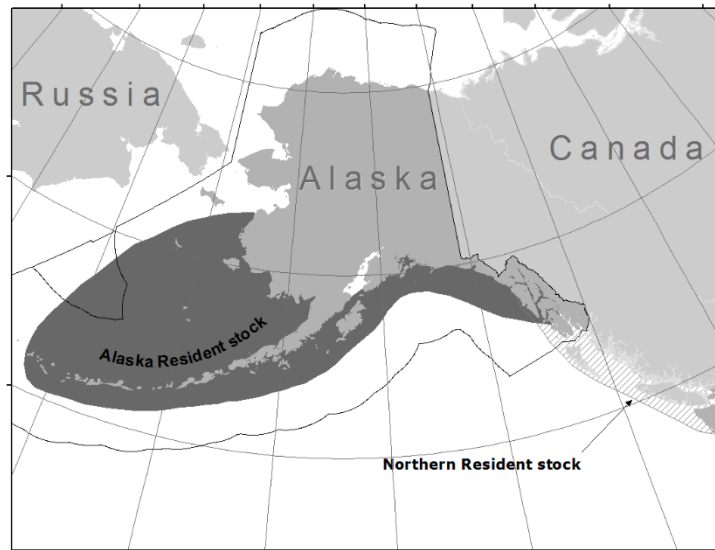 Russia
Canada
Alaska
Alaska Resident stock
Northern Resident stock